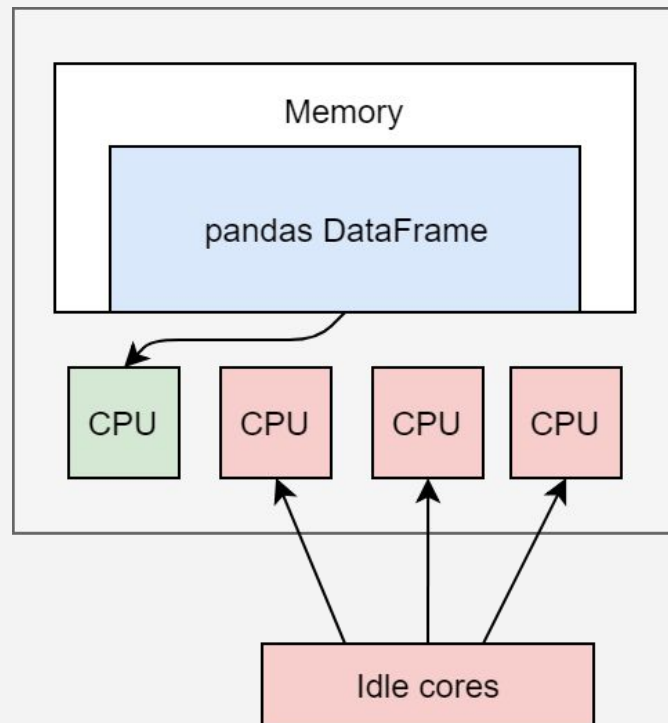 Memory
pandas DataFrame
CPU
CPU
CPU
CPU
Idle cores